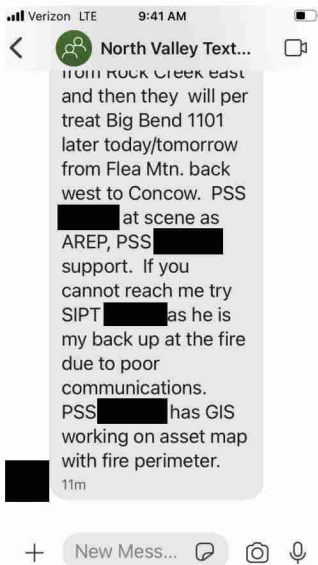 Verizon LTE 9:41 AM
North Valley Text...
from Rock Creek east
and then they will per
treat Big Bend 1101
later today/tomorrow
from Flea Mtn. back
west to Concow. PSS
at scene as
AREP, PSS
support. If you
cannot reach me try
SIPT as he is
my back up at the fire
due to poor
communications.
PSS has GIS
working on asset map
with fire perimeter.
11m
New Mess...